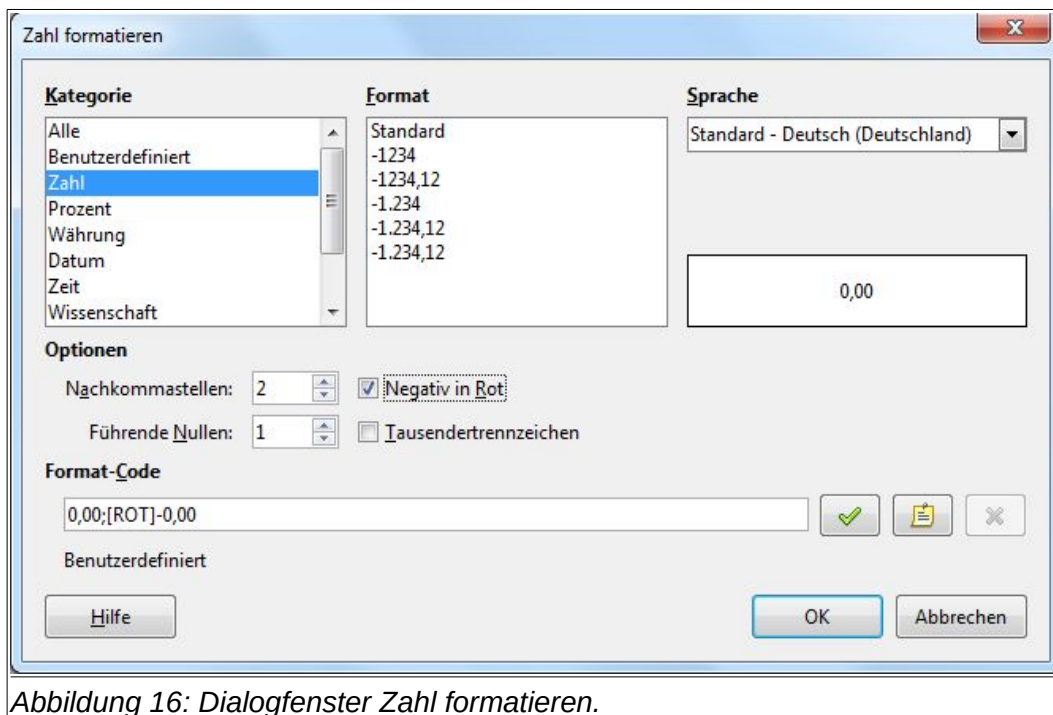 Zahl formatieren
Kategorie
Alle
Benutzerdefiniert
Zahl
Prozent
Währung
Datum
Zeit
Wissenschaft
Format
Standard
-1234
-1234,12
-1.234
-1.234,12
-1.234,12
Sprache
Standard - Deutsch (Deutschland)
0,00
Optionen
Nachkommastellen: 2 Negativ in Rot
Führende Nullen: 1 Tausendertrennzeichen
Format-Code
0,00;[ROT]-0,00
Benutzerdefiniert
Hilfe OK Abbrechen
Abbildung 16: Dialogfenster Zahl formatieren.